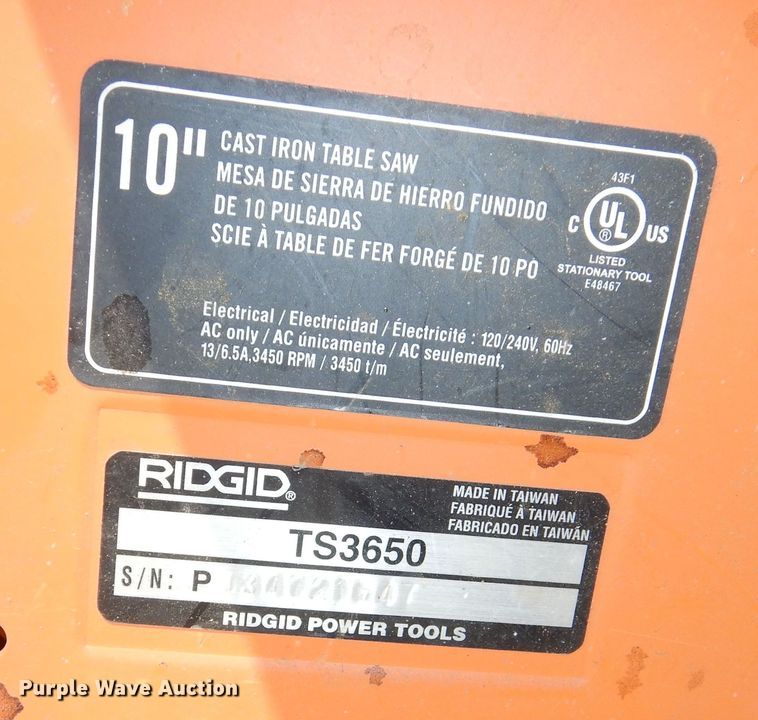 10"
CAST IRON TABLE SAW
MESA DE SIERRA DE HIERRO FUNDIDO
DE 10 PULGADAS
SCIE À TABLE DE FER FORGÉ DE 10 PO
43F1
C UL ® US
LISTED
STATIONARY TOOL
E48467
Electrical / Electricidad / Électricité : 120/240V, 60Hz
AC only / AC únicamente / AC seulement,
13/6.5A,3450 RPM / 3450 t/m
RIDGID®
MADE IN TAIWAN
FABRIQUÉ À TAIWAN
FABRICADO EN TAIWÁN
TS3650
S/N: P
RIDGID POWER TOOLS
Purple Wave Auction